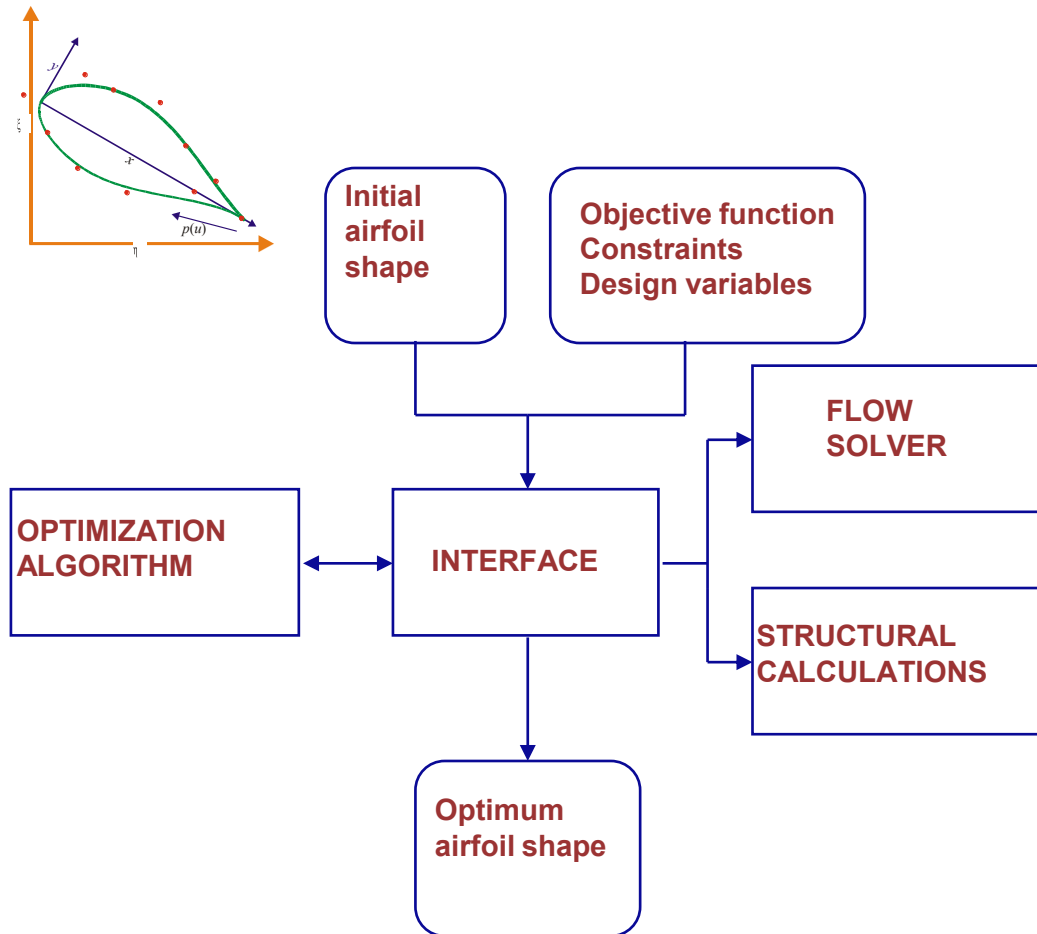 y
ξ
x
p(u)
η
Initial
airfoil
shape
Objective function
Constraints
Design variables
FLOW
SOLVER
OPTIMIZATION
ALGORITHM
INTERFACE
STRUCTURAL
CALCULATIONS
Optimum
airfoil shape